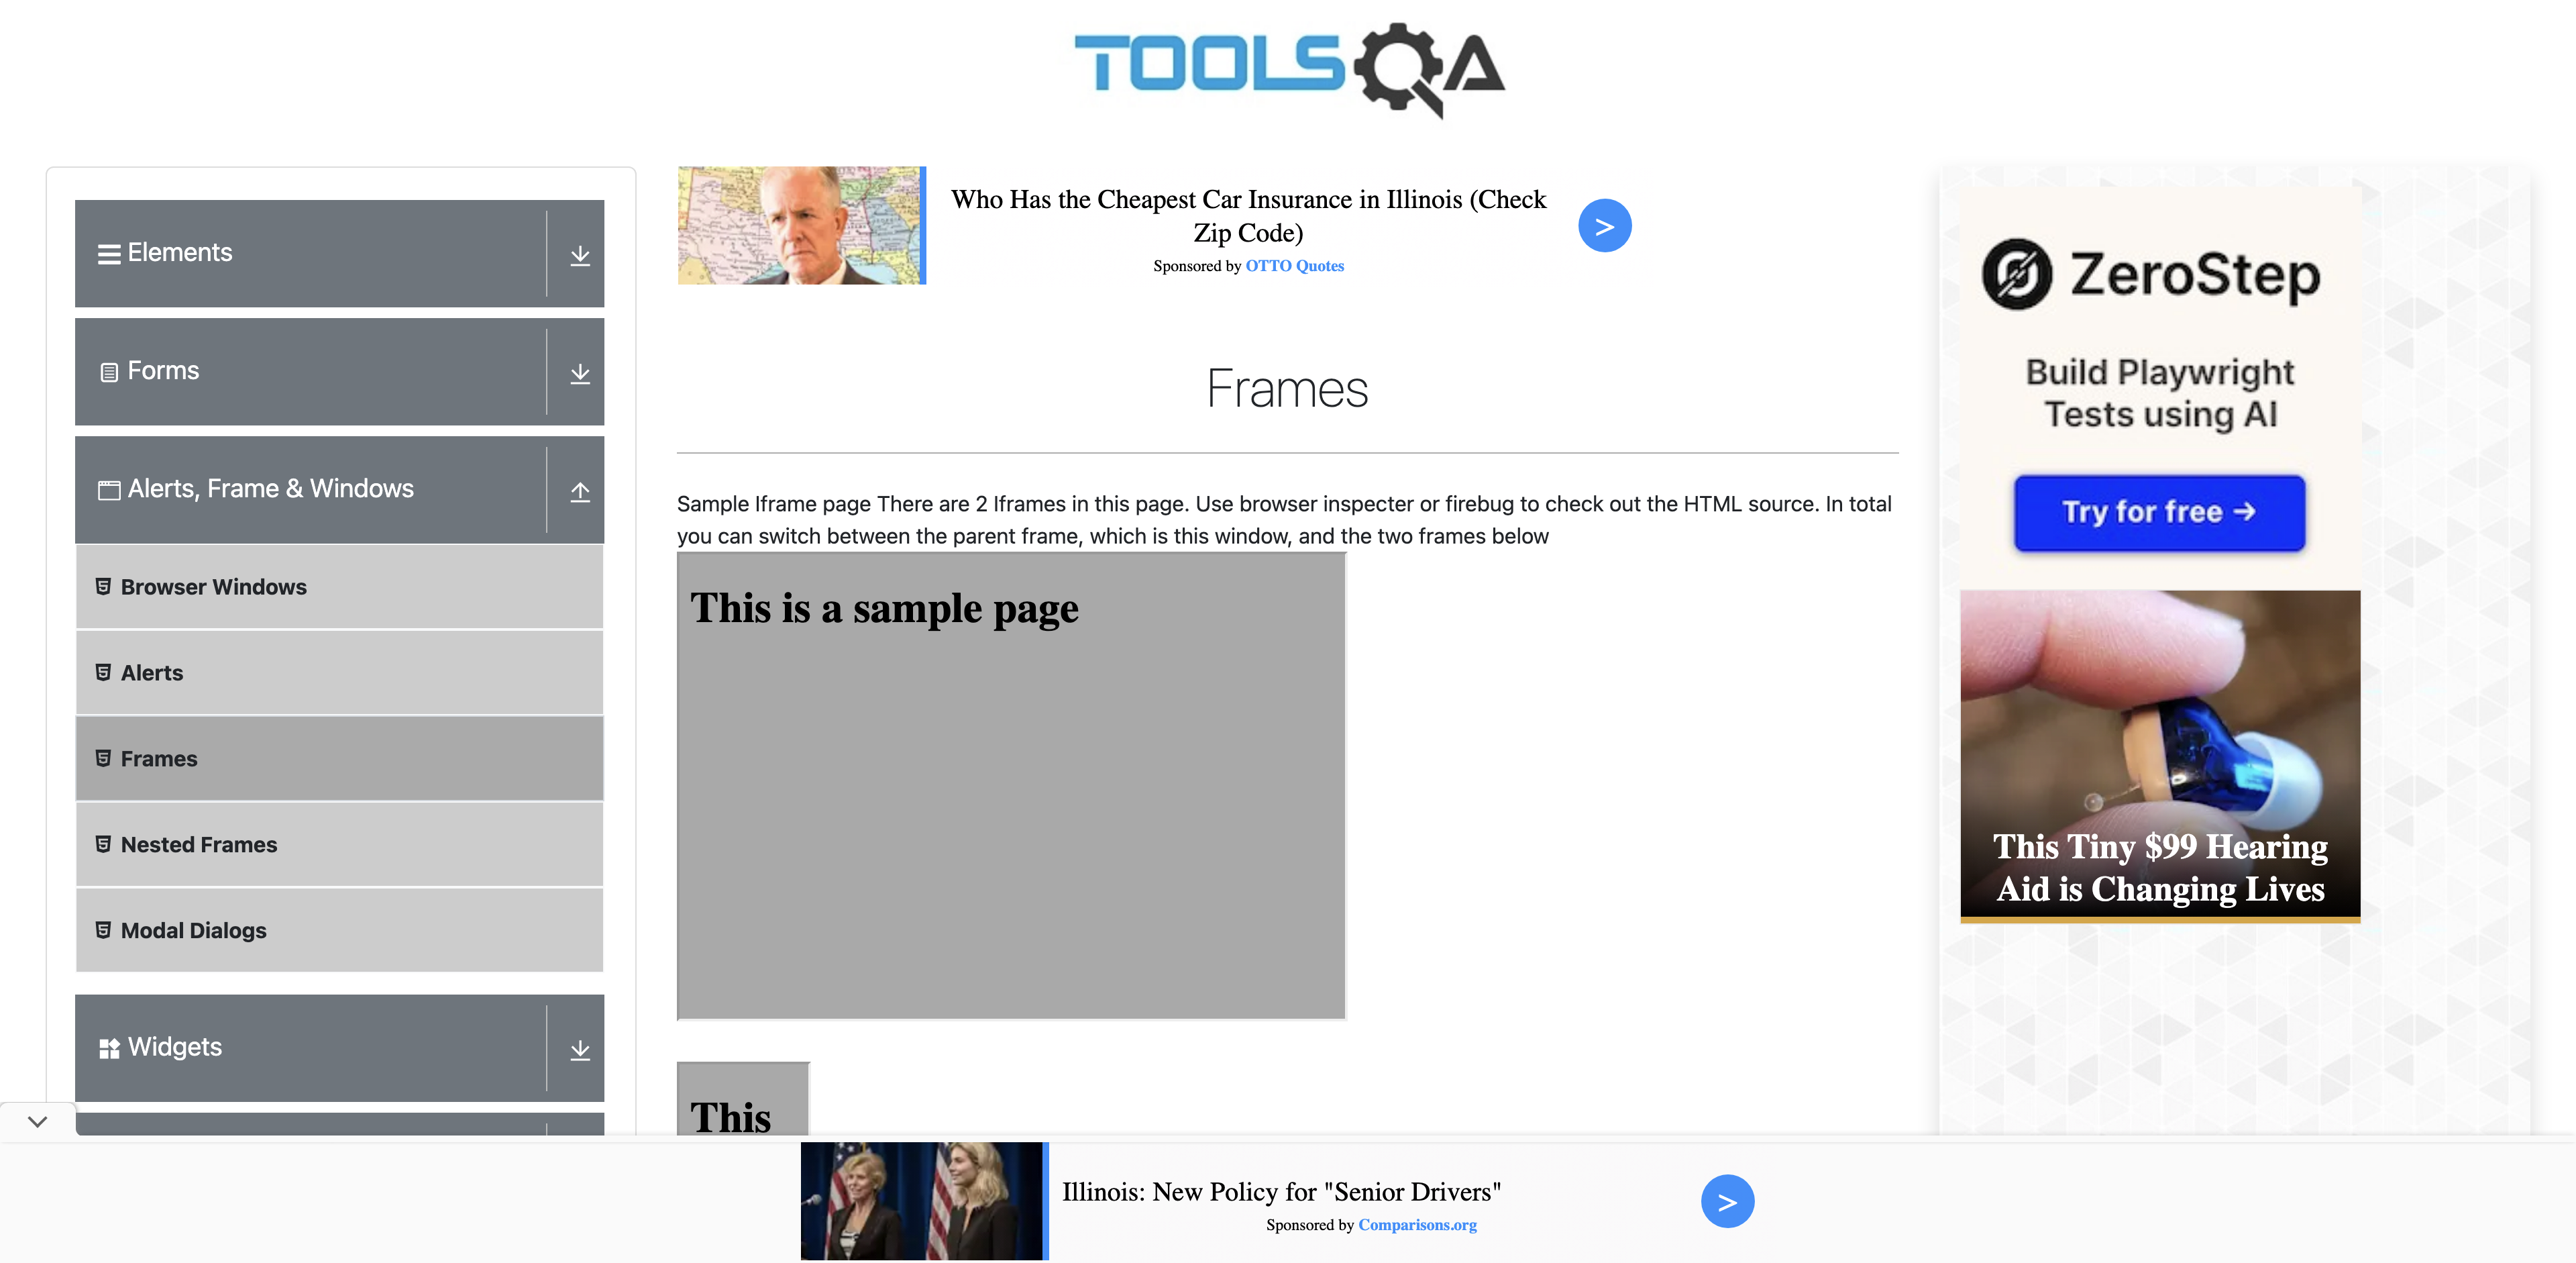 TOOLSQA
Elements
Forms
Alerts, Frame & Windows
Browser Windows
Alerts
Frames
Nested Frames
Modal Dialogs
Widgets
Who Has the Cheapest Car Insurance in Illinois (Check
Zip Code)
Sponsored by OTTO Quotes
>
Frames
Sample Iframe page There are 2 Iframes in this page. Use browser inspecter or firebug to check out the HTML source. In total
you can switch between the parent frame, which is this window, and the two frames below
This is a sample page
This
ZeroStep
Build Playwright
Tests using AI
Try for free →
This Tiny $99 Hearing
Aid is Changing Lives
Illinois: New Policy for "Senior Drivers"
Sponsored by Comparisons.org
>